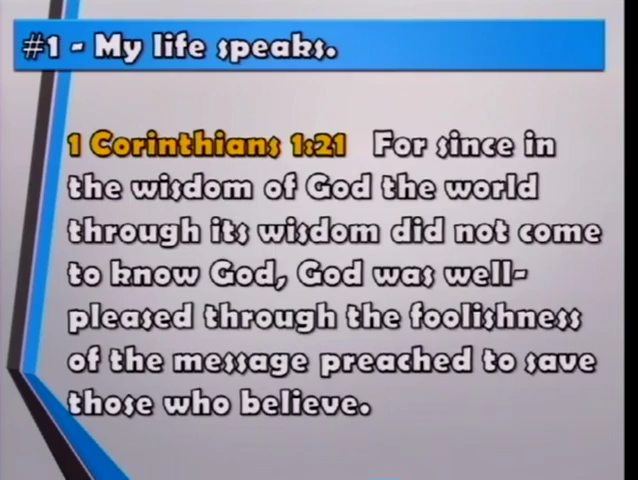 #1 - My life speaks.
1 Corinthians 1:21 For since in
the wisdom of God the world
through its wisdom did not come
to know God, God was well-
pleased through the foolishness
of the message preached to save
those who believe.